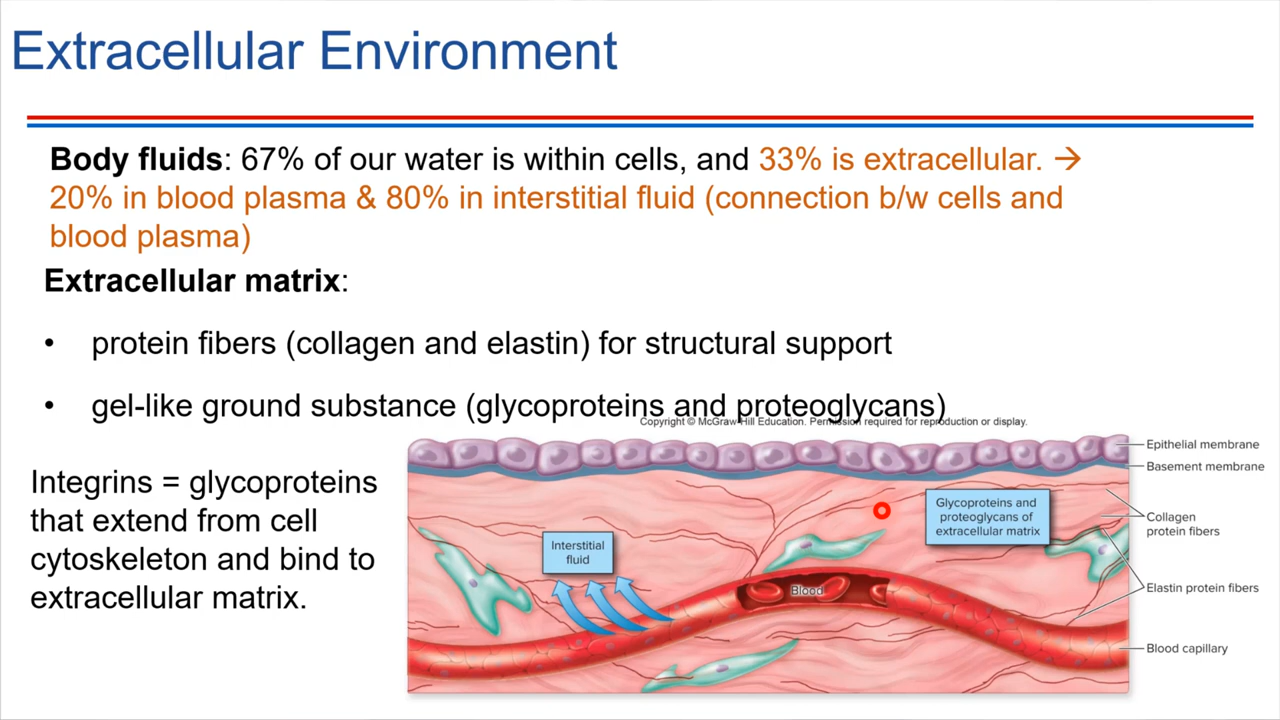 Extracellular Environment
Body fluids: 67% of our water is within cells, and 33% is extracellular. →
20% in blood plasma & 80% in interstitial fluid (connection b/w cells and
blood plasma)
Extracellular matrix:
• protein fibers (collagen and elastin) for structural support
• gel-like ground substance (glycoproteins and proteoglycans)
Copyright © McGraw-Hill Education. Permission required for reproduction or display.
Integrins = glycoproteins
that extend from cell
cytoskeleton and bind to
extracellular matrix.
Epithelial membrane
Basement membrane
Glycoproteins and
proteoglycans of
extracellular matrix
Collagen
protein fibers
Interstitial
fluid
Elastin protein fibers
Blood
Blood capillary